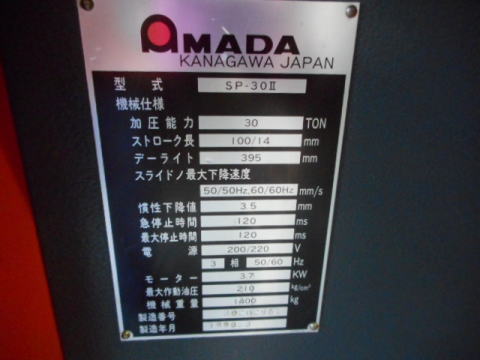 AMADA
KANAGAWA JAPAN
型式 SP-30II
機械仕様
加圧能力 30 TON
ストローク長 100/14 mm
デーライト 395 mm
スライドノ最大下降速度
50/50Hz,60/60Hz mm/s
慣性下降値 3.5 mm
急停止時間 120 ms
最大停止時間 120 ms
電源 200/220 V
3 相 50/60 Hz
モーター 3.7 KW
最大作動油圧 210 kg/cm²
機械重量 1800 kg
製造番号
製造年月